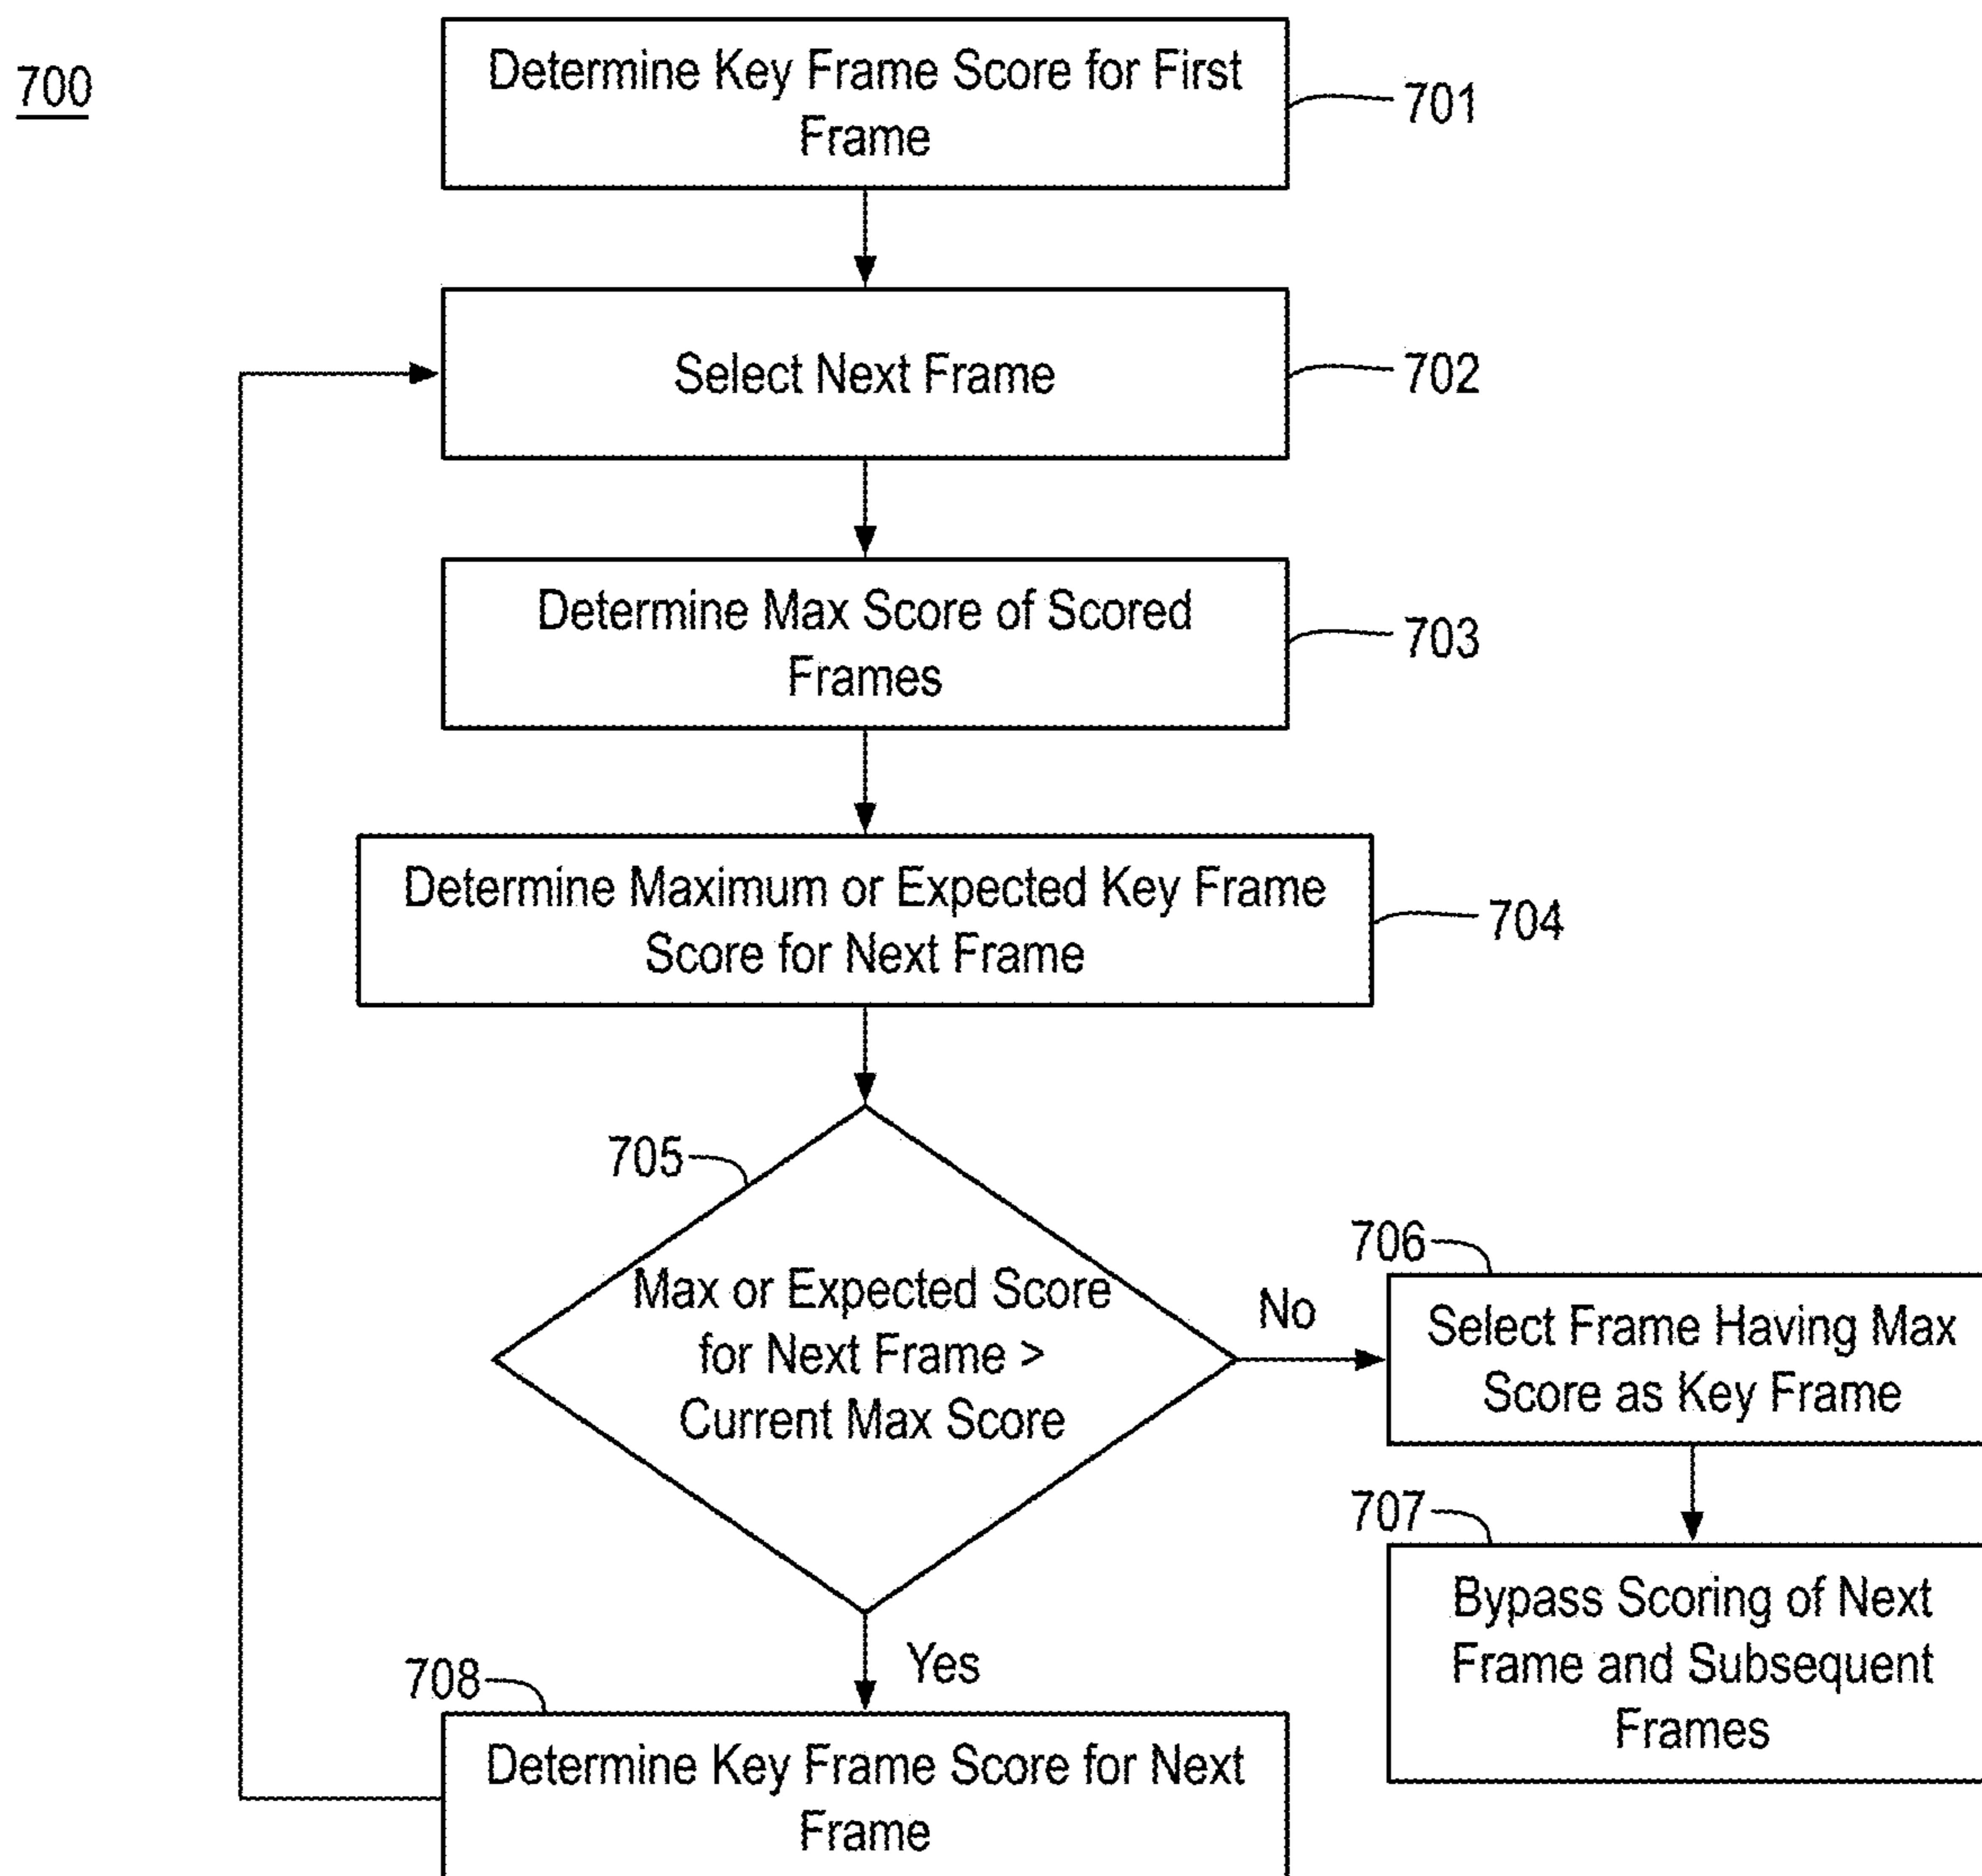 700
Determine Key Frame Score for First
Frame
701
Select Next Frame
702
Determine Max Score of Scored
Frames
703
Determine Maximum or Expected Key Frame
Score for Next Frame
704
705
Max or Expected Score
for Next Frame >
Current Max Score
No
706
Select Frame Having Max
Score as Key Frame
707
Bypass Scoring of Next
Frame and Subsequent
Frames
Yes
708
Determine Key Frame Score for Next
Frame